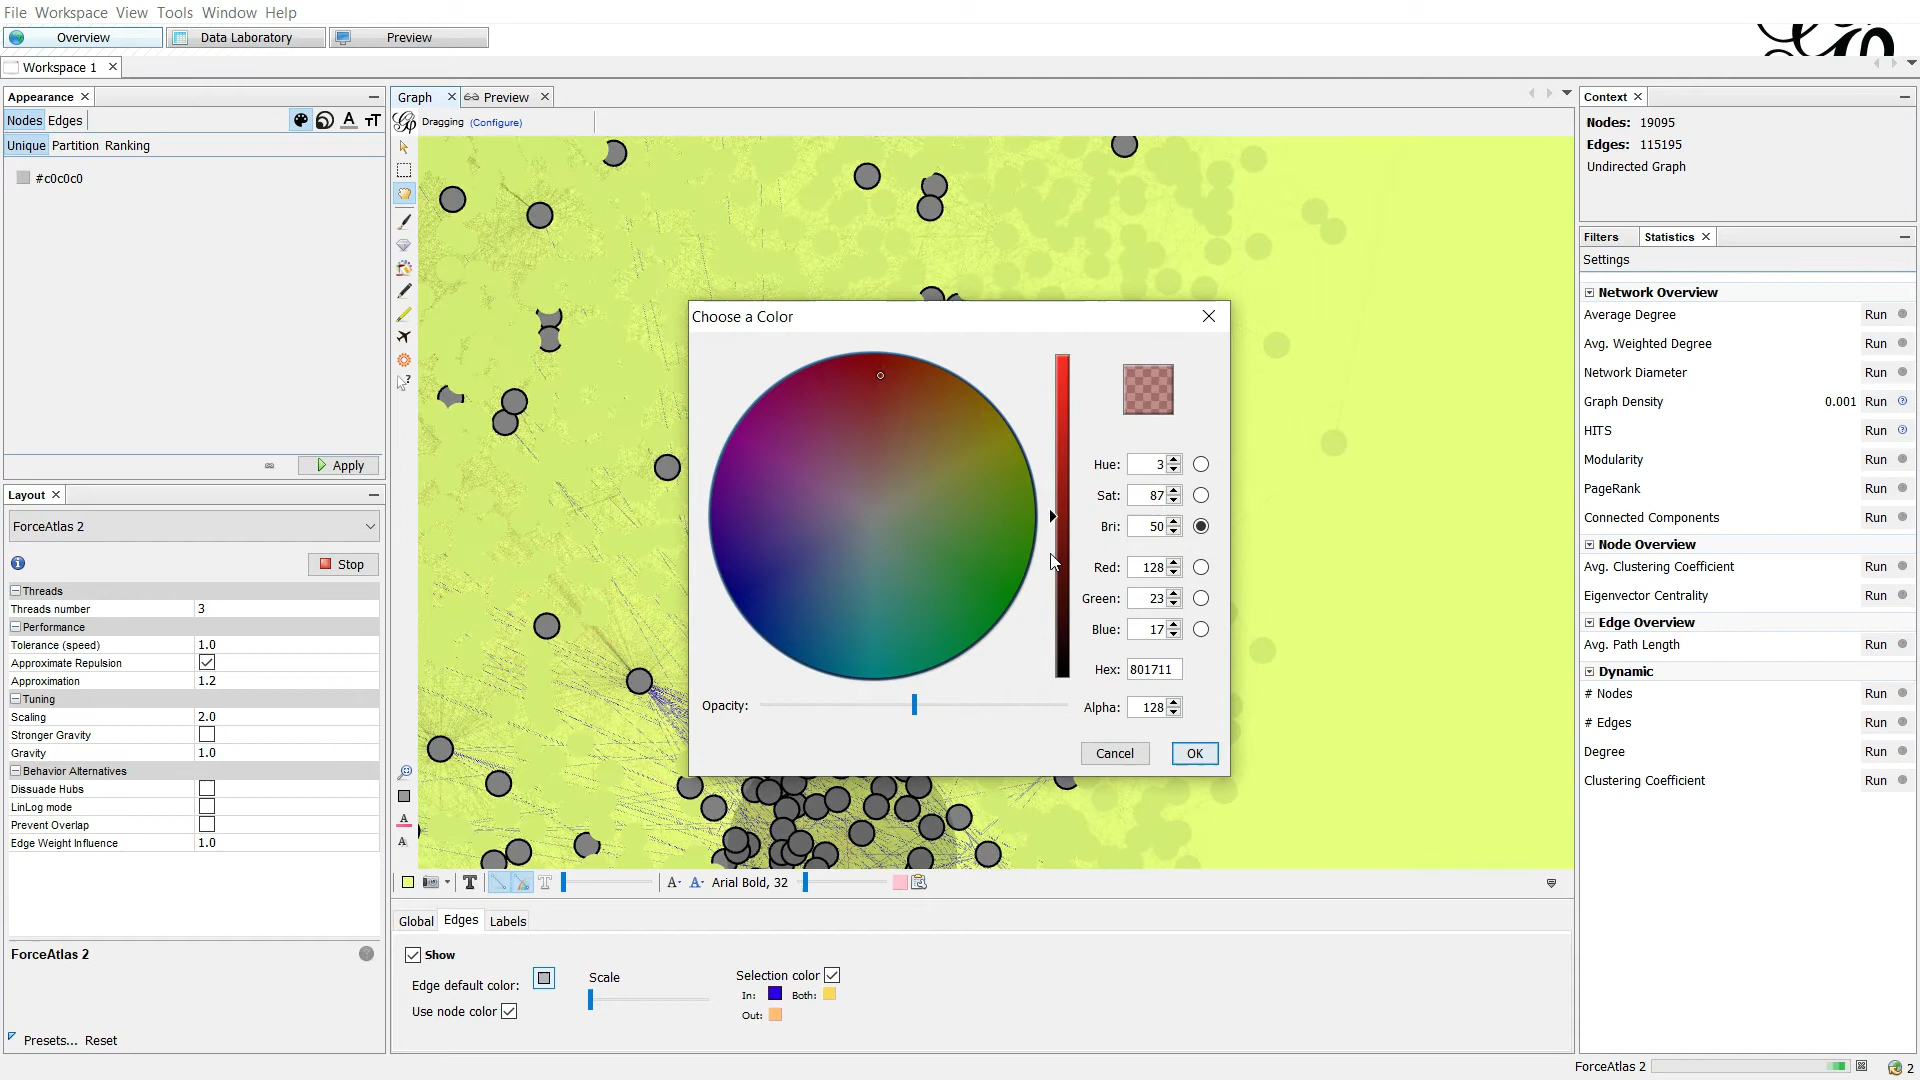 File Workspace View Tools Window Help
Overview Data Laboratory Preview
Workspace 1
Appearance
Nodes Edges
Unique Partition Ranking
#c0c0c0
Apply
Layout
ForceAtlas 2
Stop
Threads
Threads number 3
Performance
Tolerance (speed) 1.0
Approximate Repulsion
Approximation 1.2
Tuning
Scaling 2.0
Stronger Gravity
Gravity 1.0
Behavior Alternatives
Dissuade Hubs
LinLog mode
Prevent Overlap
Edge Weight Influence 1.0
ForceAtlas 2
Presets... Reset
Graph Preview
Dragging (Configure)
Choose a Color
Hue: 3
Sat: 87
Bri: 50
Red: 128
Green: 23
Blue: 17
Hex: 801711
Opacity:
Alpha: 128
Cancel OK
T T A- A- Arial Bold, 32
Global Edges Labels
Show
Edge default color:
Use node color
Scale
Selection color
In: Both:
Out:
Context
Nodes: 19095
Edges: 115195
Undirected Graph
Filters Statistics
Settings
Network Overview
Average Degree Run
Avg. Weighted Degree Run
Network Diameter Run
Graph Density 0.001 Run
HITS Run
Modularity Run
PageRank Run
Connected Components Run
Node Overview
Avg. Clustering Coefficient Run
Eigenvector Centrality Run
Edge Overview
Avg. Path Length Run
Dynamic
# Nodes Run
# Edges Run
Degree Run
Clustering Coefficient Run
ForceAtlas 2 2